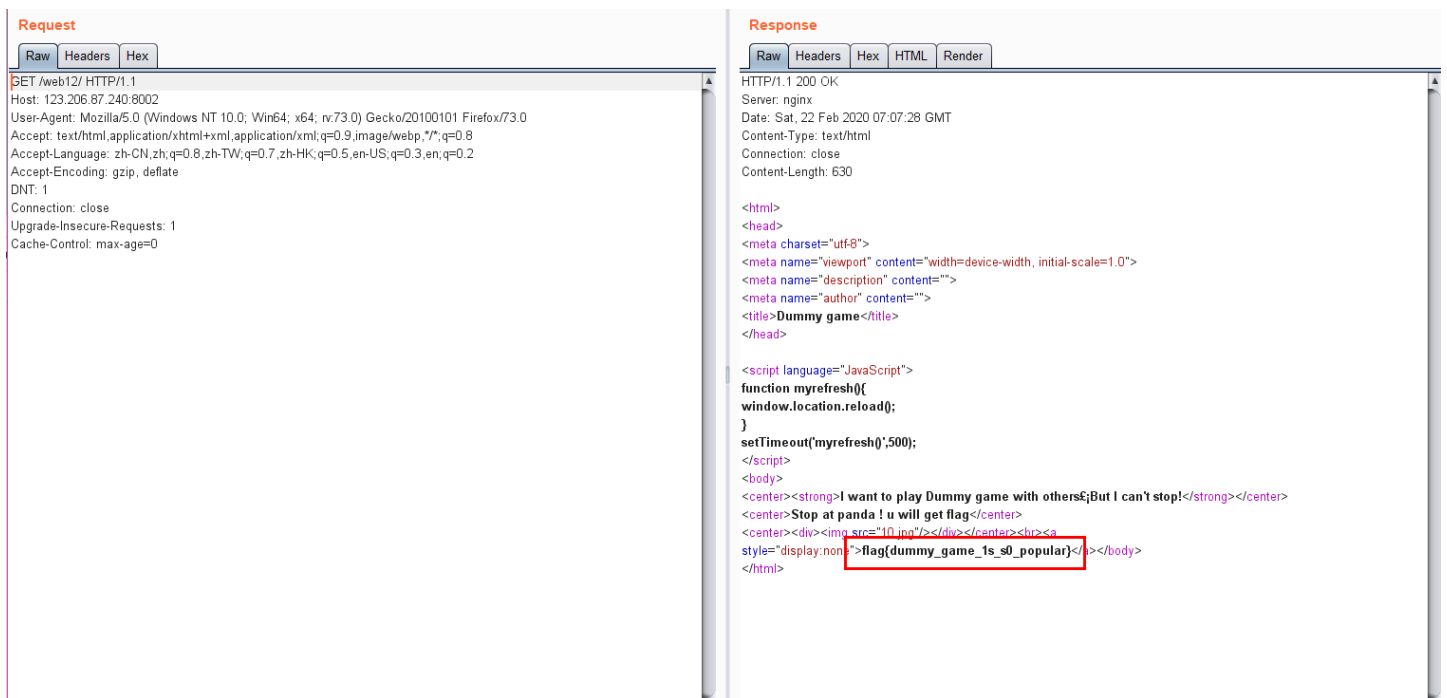 Request
Raw Headers Hex
GET /web12/ HTTP/1.1
Host: 123.206.87.240:8002
User-Agent: Mozilla/5.0 (Windows NT 10.0; Win64; x64; rv:73.0) Gecko/20100101 Firefox/73.0
Accept: text/html,application/xhtml+xml,application/xml;q=0.9,image/webp,*/*;q=0.8
Accept-Language: zh-CN,zh;q=0.8,zh-TW;q=0.7,zh-HK;q=0.5,en-US;q=0.3,en;q=0.2
Accept-Encoding: gzip, deflate
DNT: 1
Connection: close
Upgrade-Insecure-Requests: 1
Cache-Control: max-age=0
Response
Raw Headers Hex HTML Render
HTTP/1.1 200 OK
Server: nginx
Date: Sat, 22 Feb 2020 07:07:28 GMT
Content-Type: text/html
Connection: close
Content-Length: 630
<html>
<head>
<meta charset="utf-8">
<meta name="viewport" content="width=device-width, initial-scale=1.0">
<meta name="description" content="">
<meta name="author" content="">
<title>Dummy game</title>
</head>
<script language="JavaScript">
function myrefresh(){
window.location.reload();
}
setTimeout('myrefresh()',500);
</script>
<body>
<center><strong>I want to play Dummy game with others£¡But I can't stop!</strong></center>
<center>Stop at panda ! u will get flag</center>
<center><div><img src="10.jpg"/></div></center><br><a
style="display:none">flag{dummy_game_1s_s0_popular}</a></body>
</html>